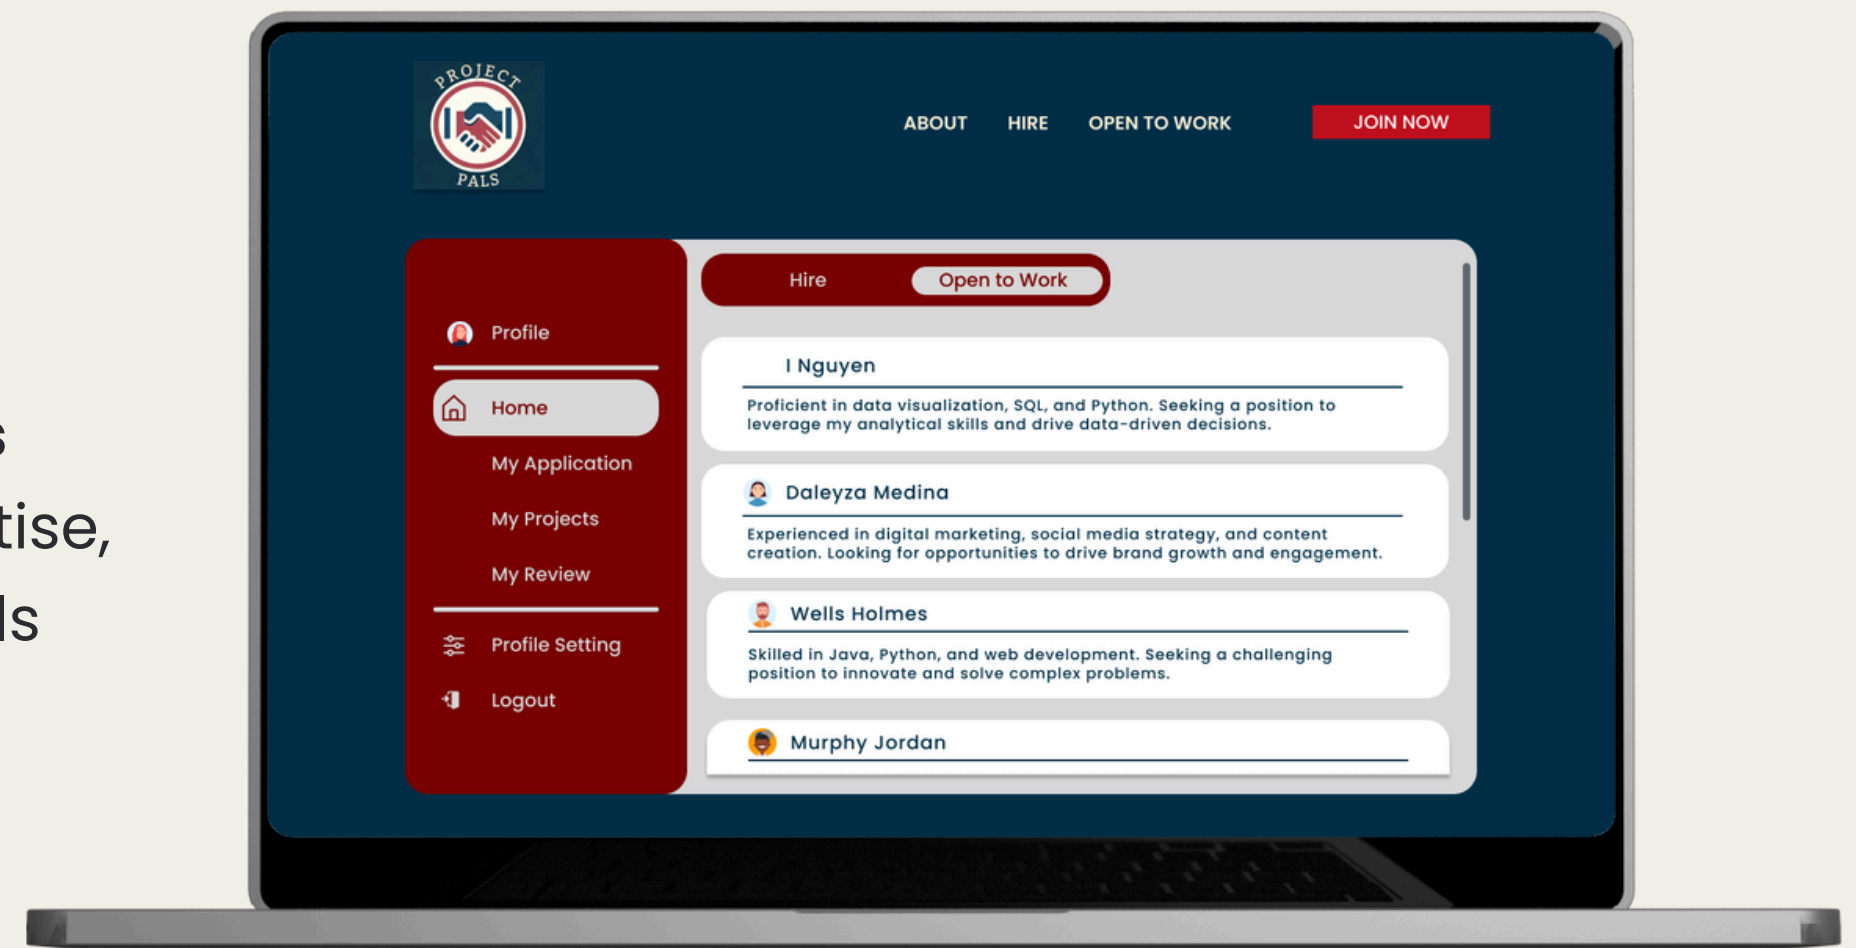 PROJECT
PALS
ABOUT HIRE OPEN TO WORK JOIN NOW
s
tise,
ls
Profile
Home
My Application
My Projects
My Review
Profile Setting
Logout
Hire Open to Work
I Nguyen
Proficient in data visualization, SQL, and Python. Seeking a position to
leverage my analytical skills and drive data-driven decisions.
Daleyza Medina
Experienced in digital marketing, social media strategy, and content
creation. Looking for opportunities to drive brand growth and engagement.
Wells Holmes
Skilled in Java, Python, and web development. Seeking a challenging
position to innovate and solve complex problems.
Murphy Jordan